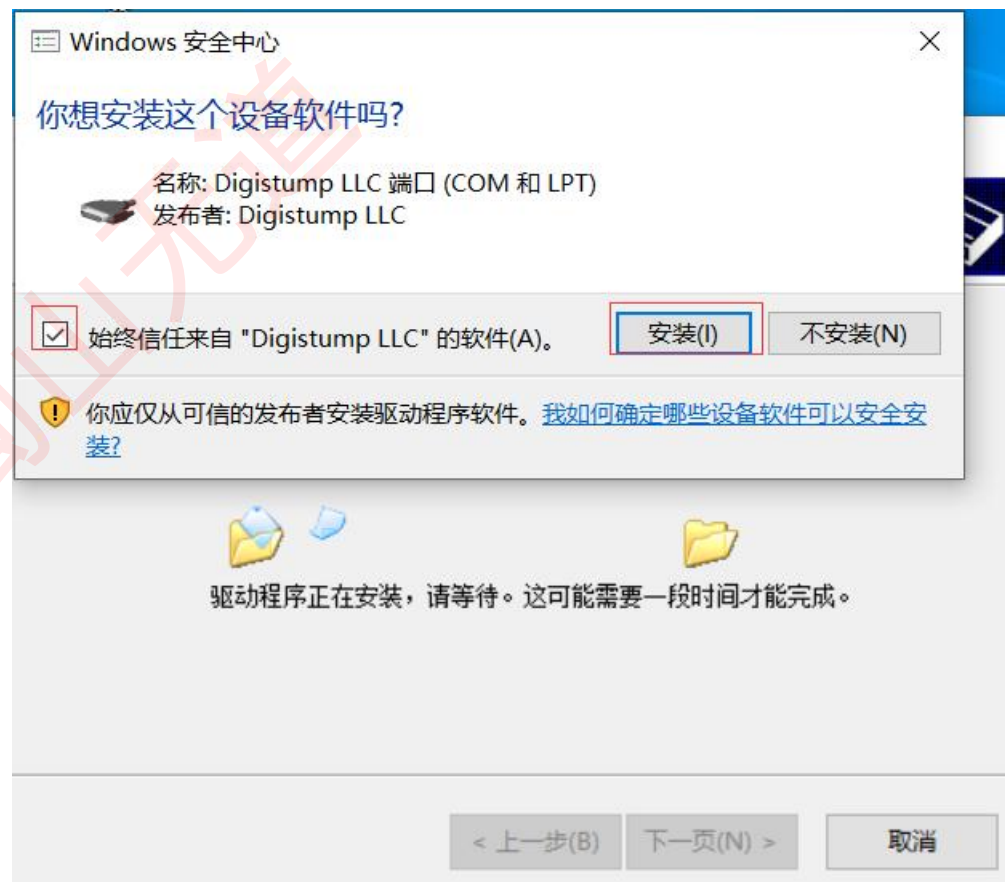 Windows 安全中心
你想安装这个设备软件吗?
名称: Digistump LLC 端口 (COM 和 LPT)
发布者: Digistump LLC
始终信任来自 "Digistump LLC" 的软件(A)。
安装(I)
不安装(N)
你应仅从可信的发布者安装驱动程序软件。我如何确定哪些设备软件可以安全安
装?
驱动程序正在安装，请等待。这可能需要一段时间才能完成。
< 上一步(B)
下一页(N) >
取消